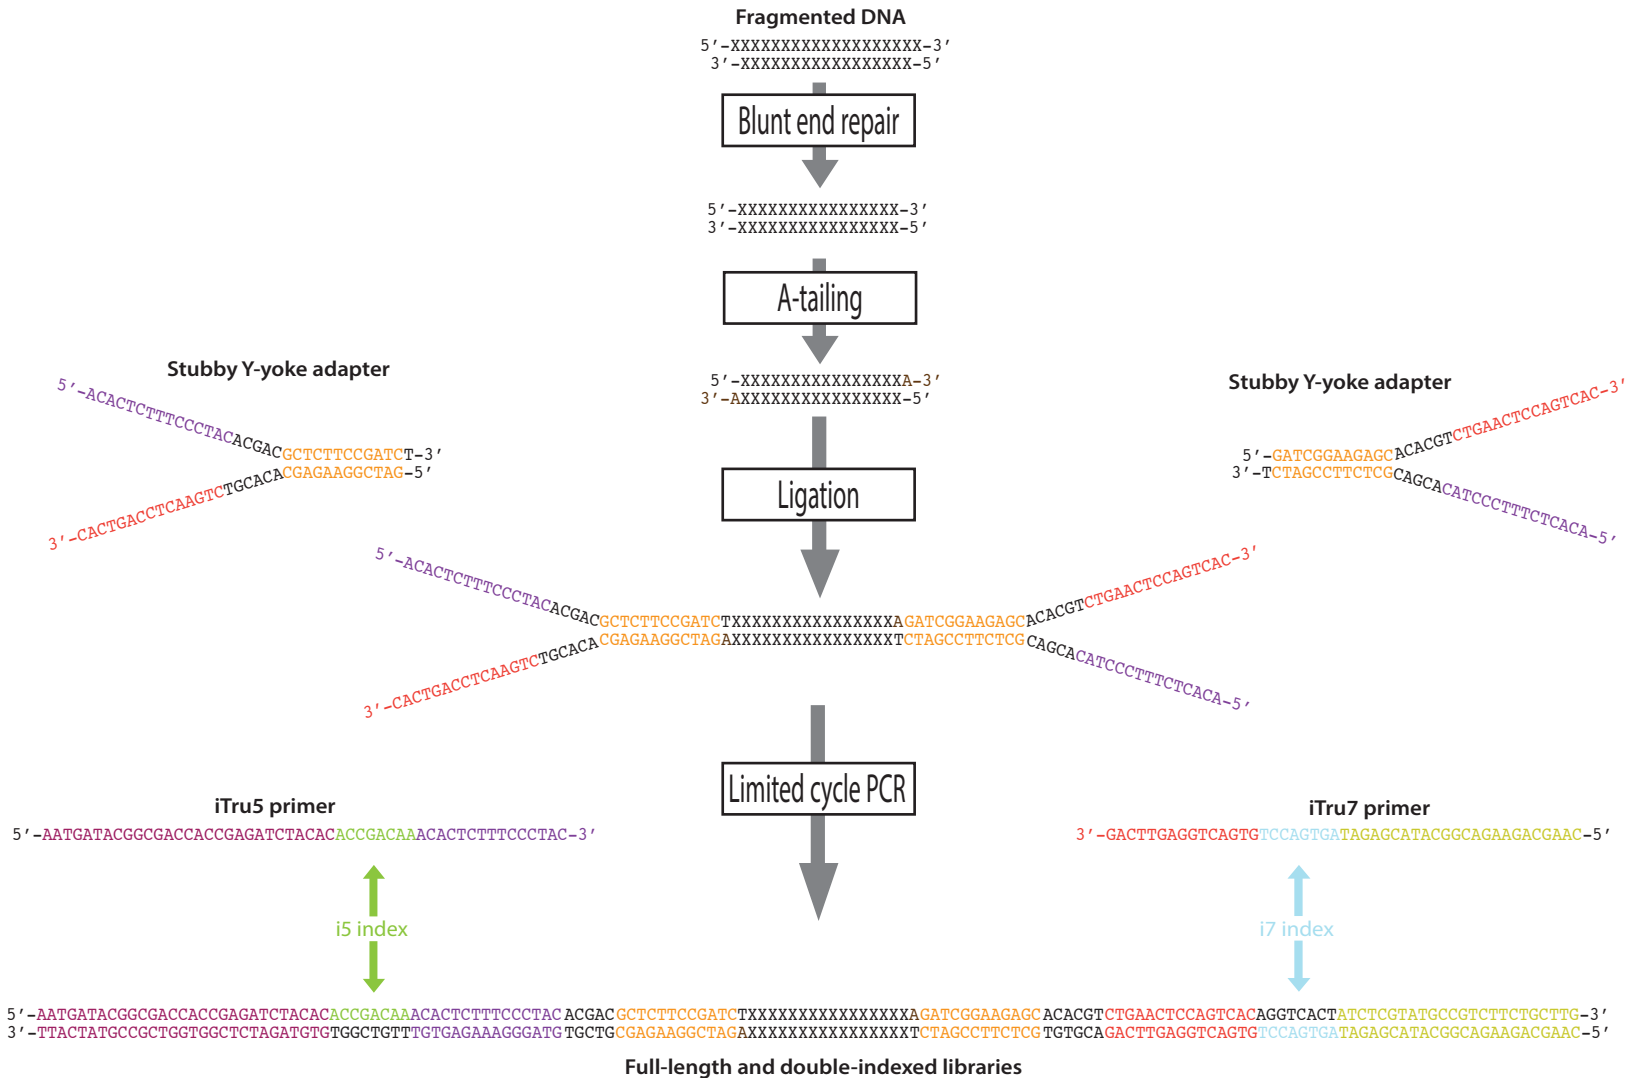 Fragmented DNA
5′-XXXXXXXXXXXXXXXXXXX-3′
3′-XXXXXXXXXXXXXXXXX-5′
Blunt end repair
5′-XXXXXXXXXXXXXXXX-3′
3′-XXXXXXXXXXXXXXXX-5′
A-tailing
5′-XXXXXXXXXXXXXXXXA-3′
3′-AXXXXXXXXXXXXXXXX-5′
Stubby Y-yoke adapter
5′-ACACTCTTTCCCTACACGACGCTCTTCCGATCT-3′
3′-CACTGACCTCAAGTCTGCACACGAGAAGGCTAG-5′
Stubby Y-yoke adapter
5′-GATCGGAAGAGCACACGTCTGAACTCCAGTCAC-3′
3′-TCTAGCCTTCTCGCAGCACATCCCTTTCTCACA-5′
Ligation
5′-ACACTCTTTCCCTACACGACGCTCTTCCGATCTXXXXXXXXXXXXXXXXAGATCGGAAGAGCACACGTCTGAACTCCAGTCAC-3′
3′-CACTGACCTCAAGTCTGCACACGAGAAGGCTAGAXXXXXXXXXXXXXXXXTCTAGCCTTCTCGCAGCACATCCCTTTCTCACA-5′
Limited cycle PCR
iTru5 primer
5′-AATGATACGGCGACCACCGAGATCTACACACCGACAAACACTCTTTCCCTAC-3′
iTru7 primer
3′-GACTTGAGGTCAGTGTCCAGTGATAGAGCATACGGCAGAAGACGAAC-5′
i5 index
i7 index
5′-AATGATACGGCGACCACCGAGATCTACACACCGACAAACACTCTTTCCCTACACGACGCTCTTCCGATCTXXXXXXXXXXXXXXXXAGATCGGAAGAGCACACGTCTGAACTCCAGTCACAGGTCACTATCTCGTATGCCGTCTTCTGCTTG-3′
3′-TTACTATGCCGCTGGTGGCTCTAGATGTGTGGCTGTTTGTGAGAAAGGGATGTGCTGCGAGAAGGCTAGAXXXXXXXXXXXXXXXXTCTAGCCTTCTCGTGTGCAGACTTGAGGTCAGTGTCCAGTGATAGAGCATACGGCAGAAGACGAAC-5′
Full-length and double-indexed libraries